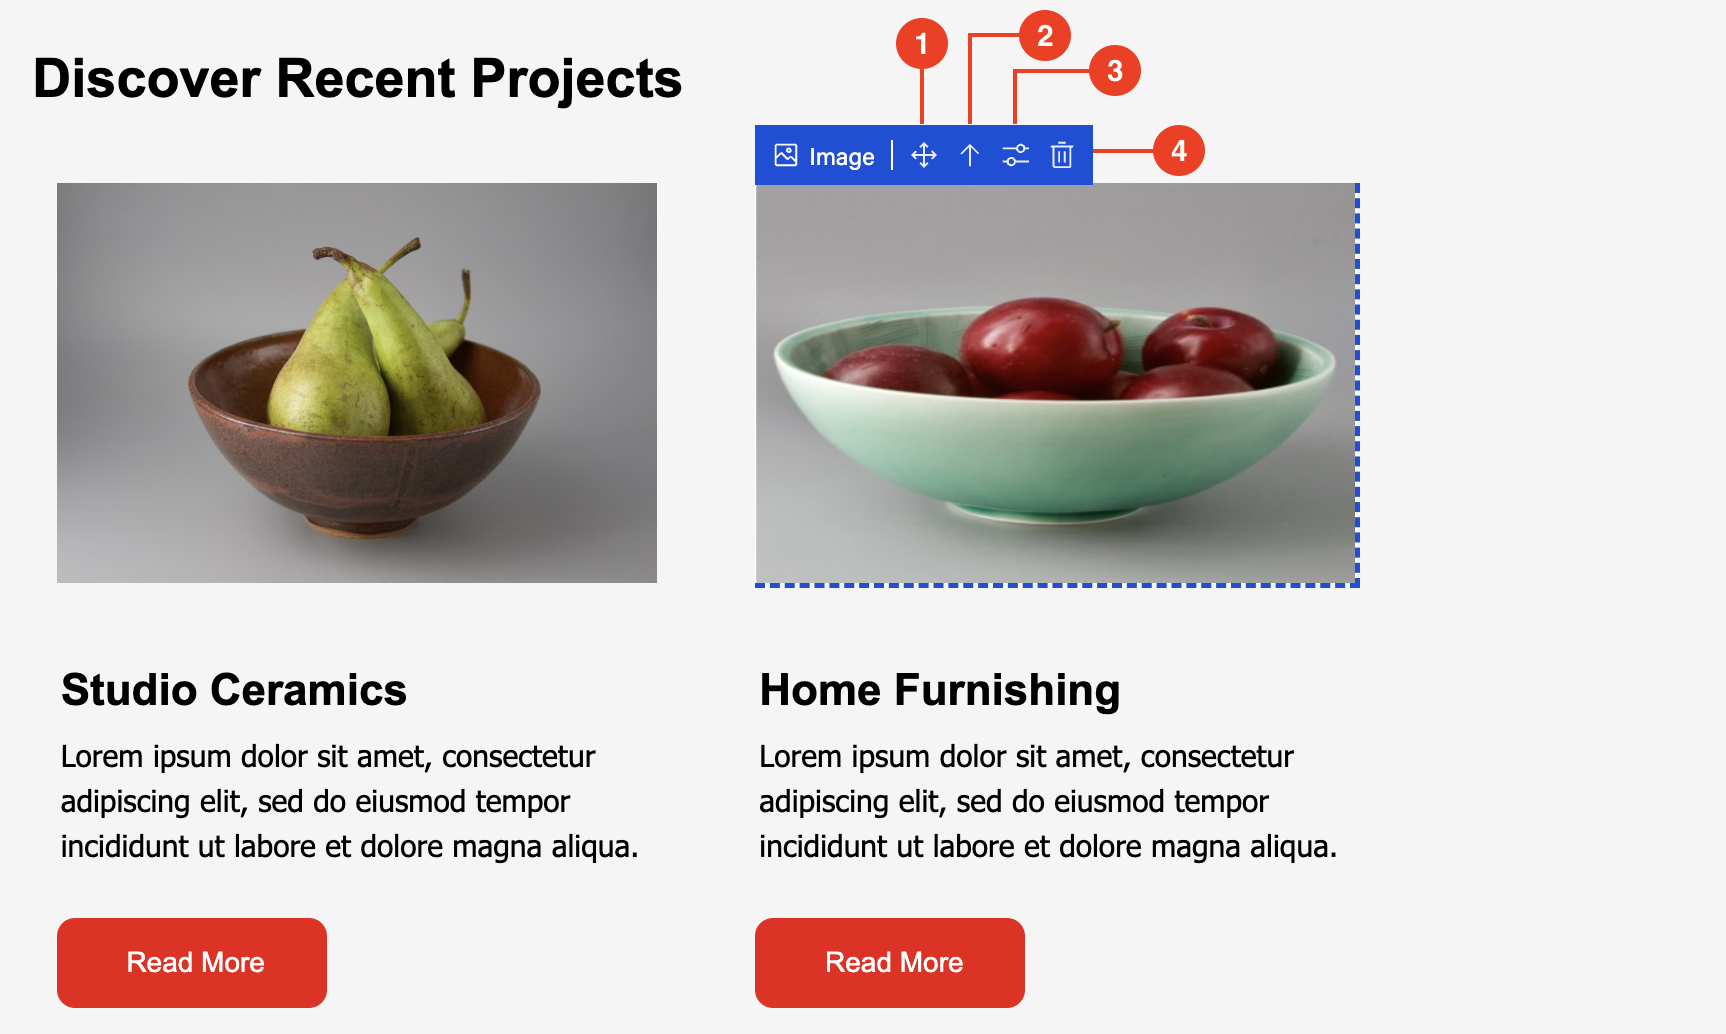 Discover Recent Projects
1
2
3
4
Image
Studio Ceramics
Lorem ipsum dolor sit amet, consectetur
adipiscing elit, sed do eiusmod tempor
incididunt ut labore et dolore magna aliqua.
Read More
Home Furnishing
Lorem ipsum dolor sit amet, consectetur
adipiscing elit, sed do eiusmod tempor
incididunt ut labore et dolore magna aliqua.
Read More